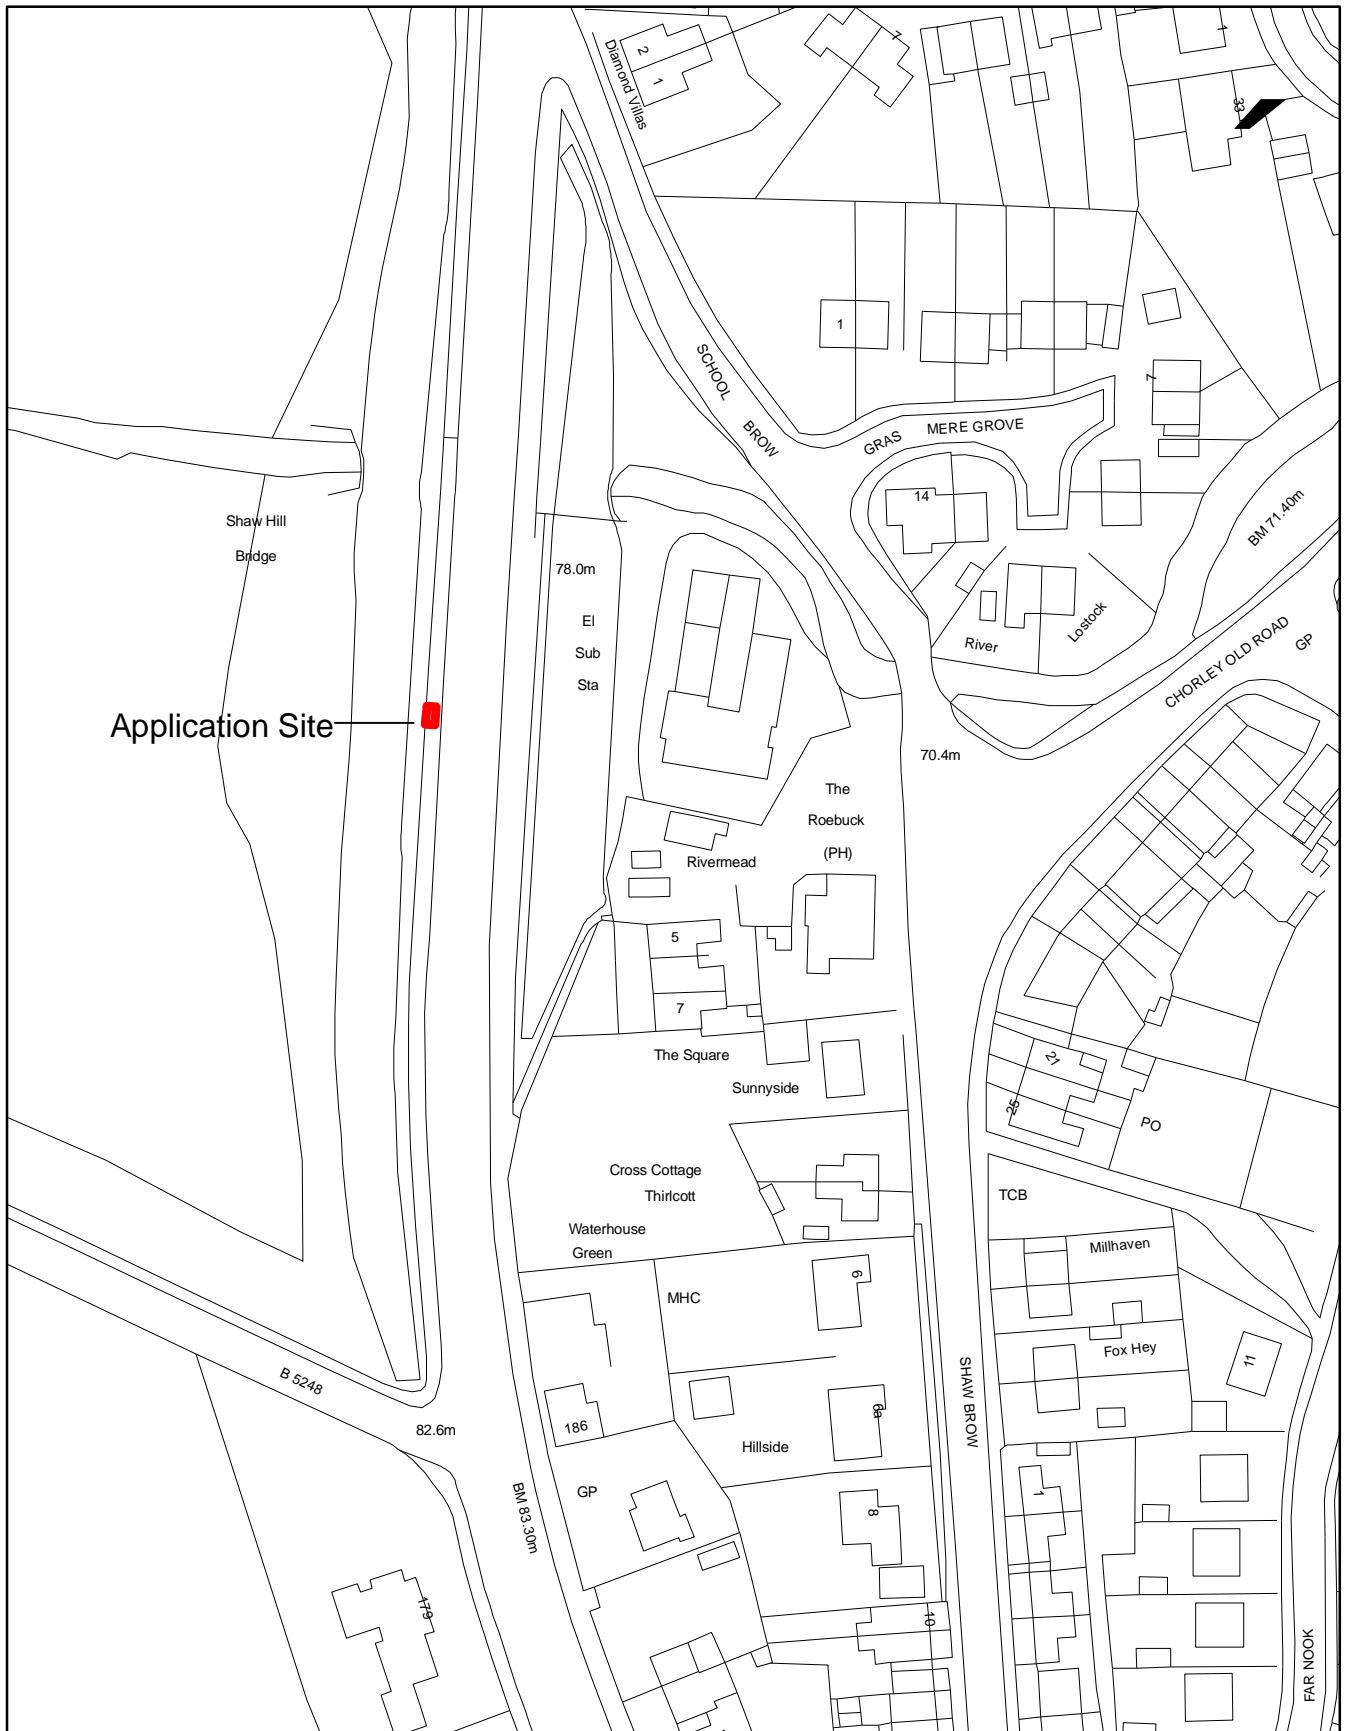 2
1
Diamond Villas
7
1
33
1
SCHOOL
BROW
GRAS MERE GROVE
7
14
BM 71.40m
Shaw Hill
Bridge
78.0m
El
Sub
Sta
River
Lostock
CHORLEY OLD ROAD
GP
Application Site
70.4m
The
Roebuck
(PH)
Rivermead
5
7
The Square
Sunnyside
21
25
PO
Cross Cottage
Thirlcott
Waterhouse
Green
TCB
Millhaven
MHC
6
Fox Hey
11
B 5248
82.6m
186
6a
Hillside
SHAW BROW
GP
BM 83.30m
8
1
179
10
FAR NOOK